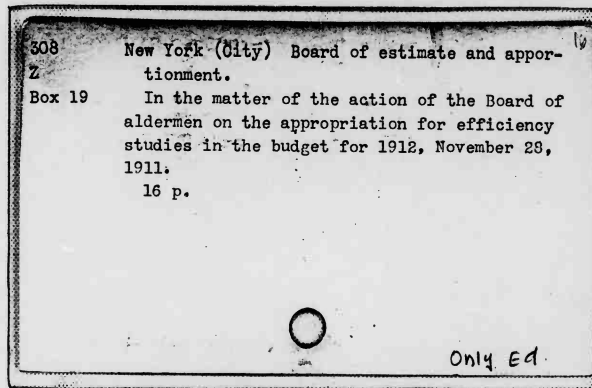 308 New York (City) Board of estimate and appor-
Z tionment.
Box 19 In the matter of the action of the Board of
aldermen on the appropriation for efficiency
studies in the budget for 1912, November 28,
1911.
16 p.
Only Ed.